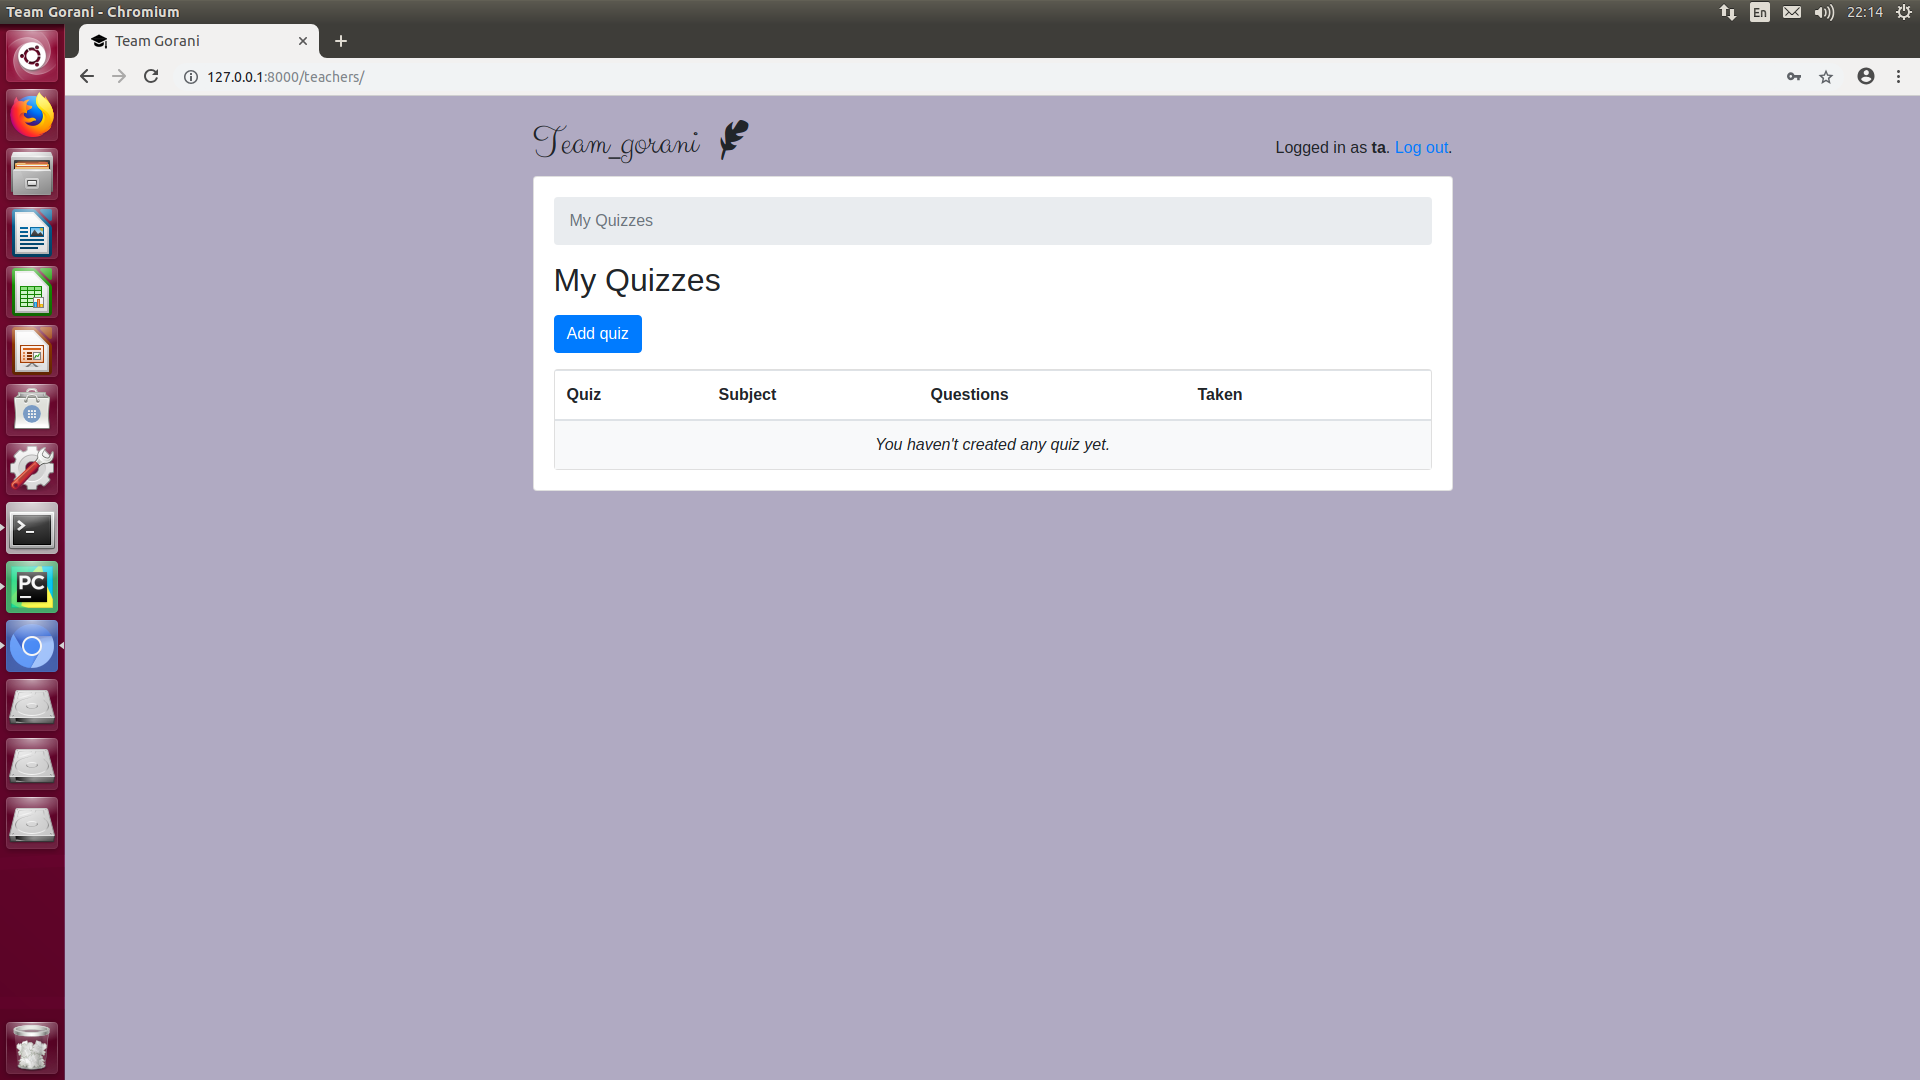 Team Gorani - Chromium
En
22:14
Team Gorani
127.0.0.1:8000/teachers/
Team_gorani
Logged in as ta. Log out.
My Quizzes
My Quizzes
Add quiz
Quiz Subject Questions Taken
You haven't created any quiz yet.
PC